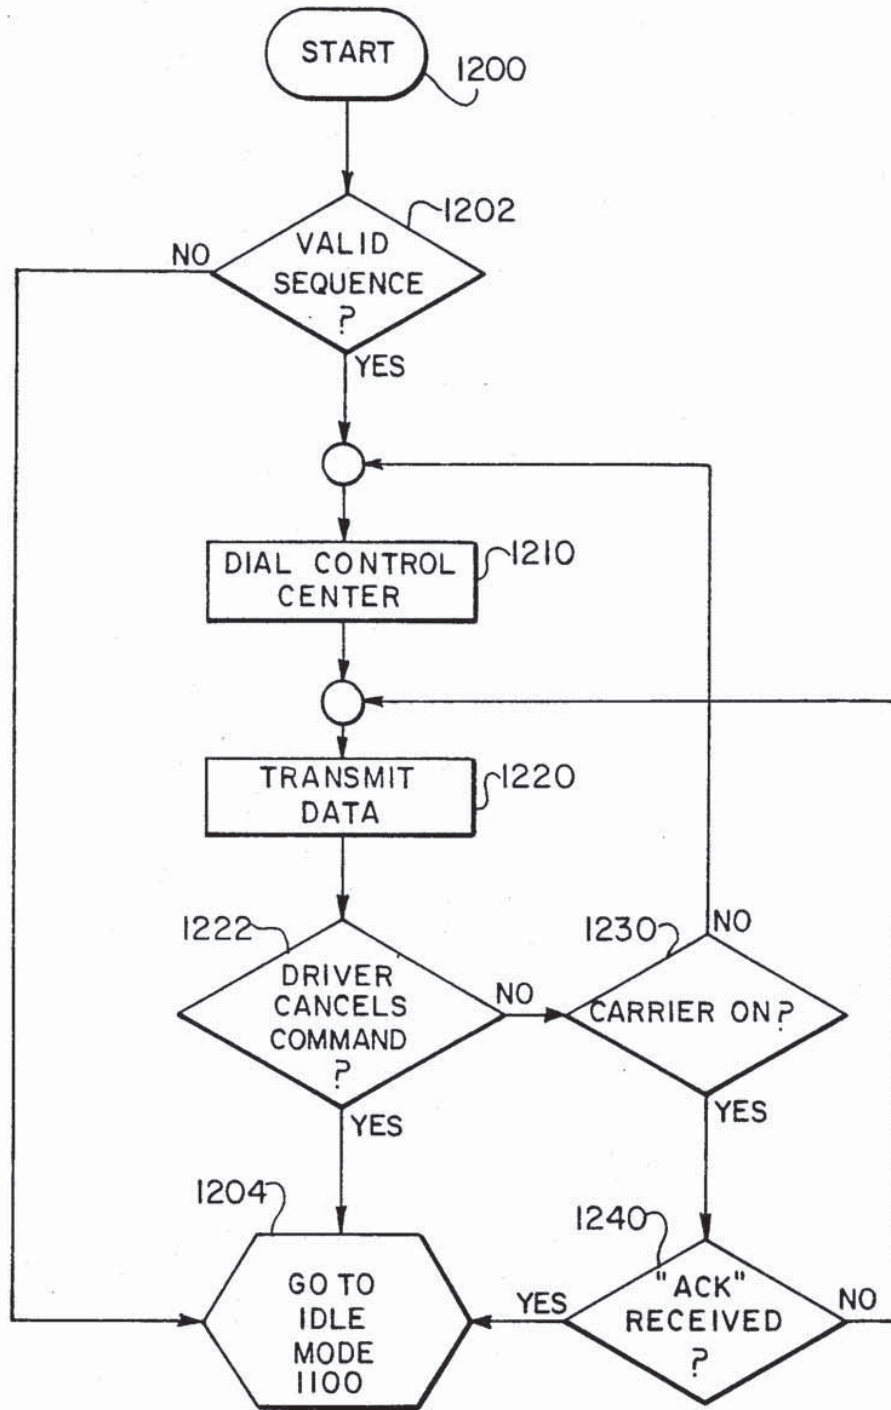 START
1200
1202
NO
VALID
SEQUENCE
?
YES
DIAL CONTROL
CENTER
1210
TRANSMIT
DATA
1220
1222
DRIVER
CANCELS
COMMAND
?
NO
YES
1230
NO
CARRIER ON?
YES
1204
GO TO
IDLE
MODE
1100
1240
"ACK"
RECEIVED
?
YES
NO